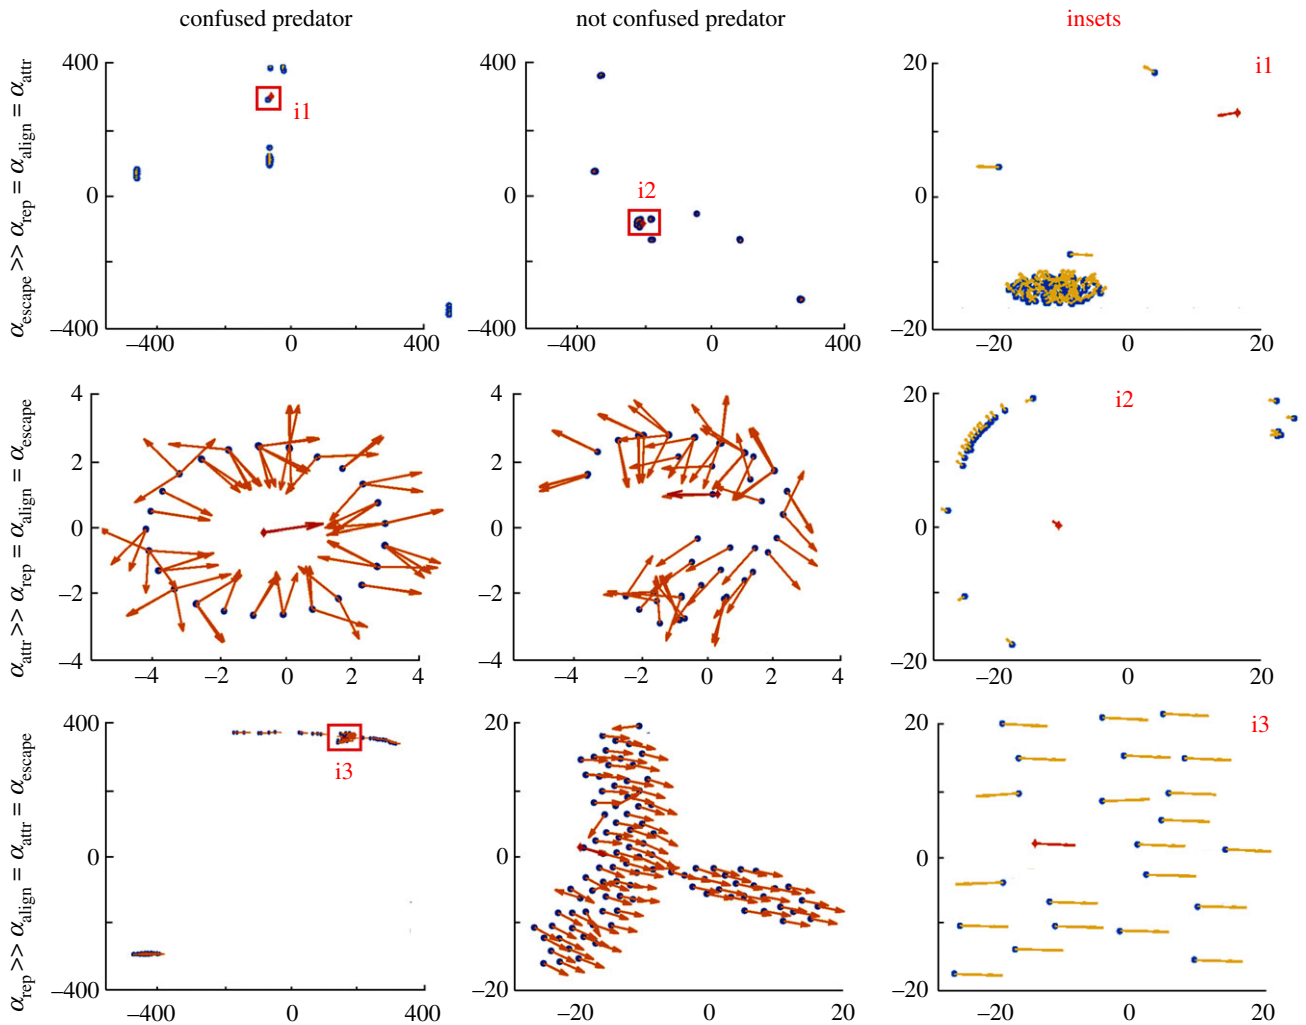 confused predator not confused predator insets
α_escape >> α_rep = α_align = α_attr
400 400 20
i1 i1
0 i2 0 0
–400 –400 –20
–400 0 400 –400 0 400 –20 0 20
α_attr >> α_rep = α_align = α_escape
4 4 20 i2
2 2
0 0 0
–2 –2
–4 –4 –20
–4 –2 0 2 4 –4 –2 0 2 4 –20 0 20
α_rep >> α_align = α_attr = α_escape
400 20 20 i3
i3
0 0 0
–400 –20 –20
–400 0 400 –20 0 20 –20 0 20